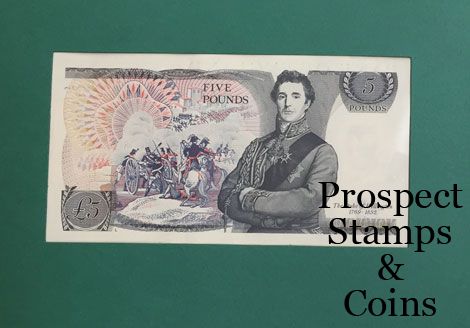 FIVE
POUNDS
5
POUNDS
£5
1769-1852
Prospect
Stamps
&
Coins